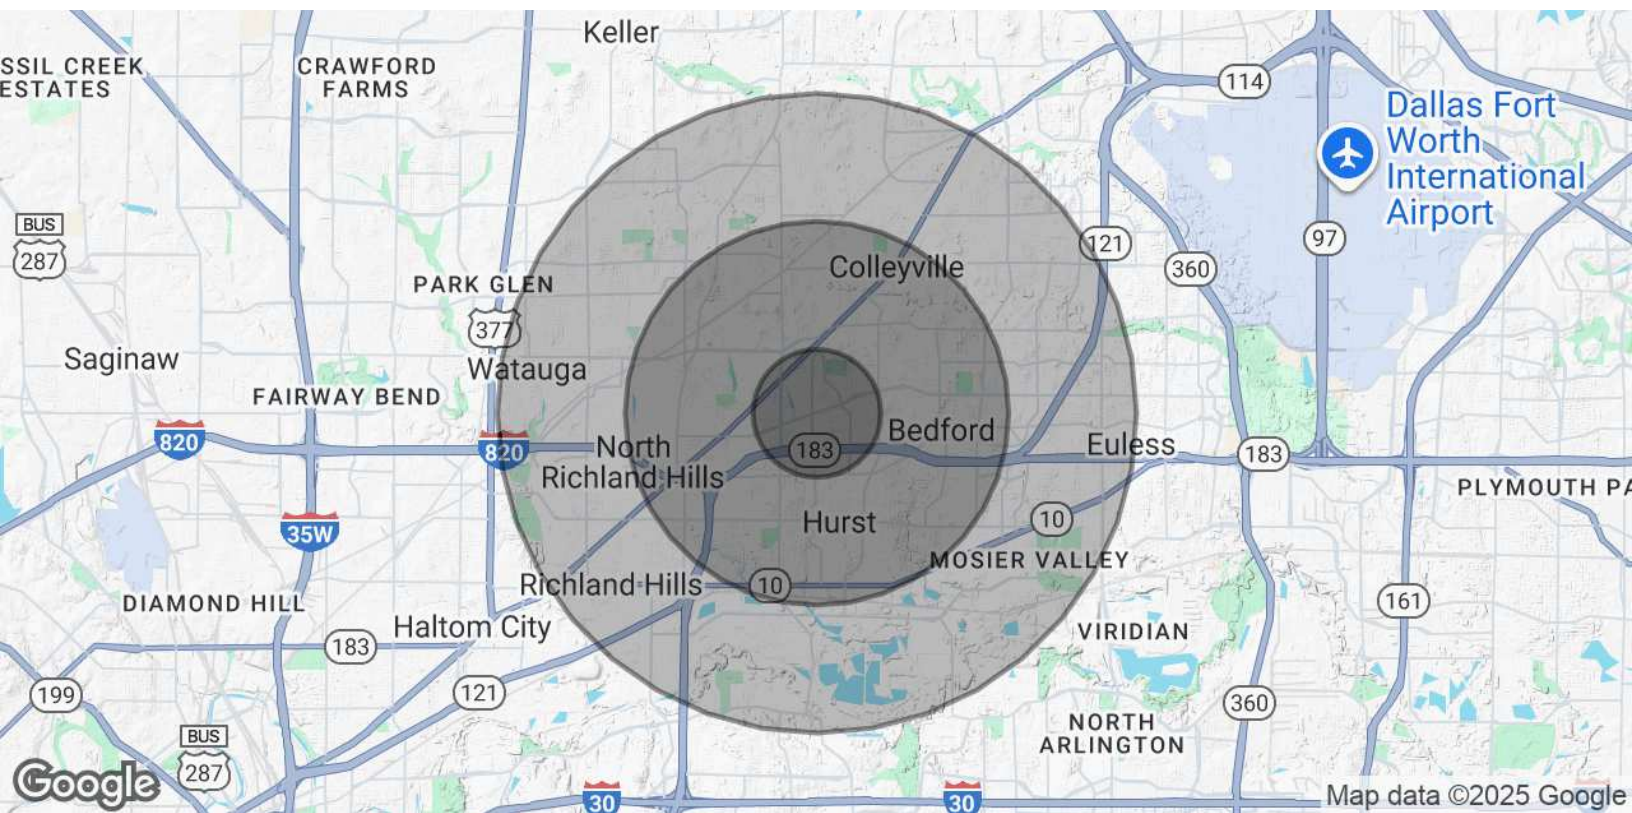 Keller
SSIL CREEK
ESTATES
CRAWFORD
FARMS
114
Dallas Fort
Worth
International
Airport
BUS
287
121
97
360
Colleyville
PARK GLEN
377
Saginaw
Watauga
FAIRWAY BEND
820
820
North
Richland Hills
183
Bedford
Euless
183
PLYMOUTH PA
35W
Hurst
10
MOSIER VALLEY
DIAMOND HILL
Richland Hills
10
161
Haltom City
VIRIDIAN
183
199
121
360
NORTH
ARLINGTON
BUS
287
Google
30
30
Map data ©2025 Google